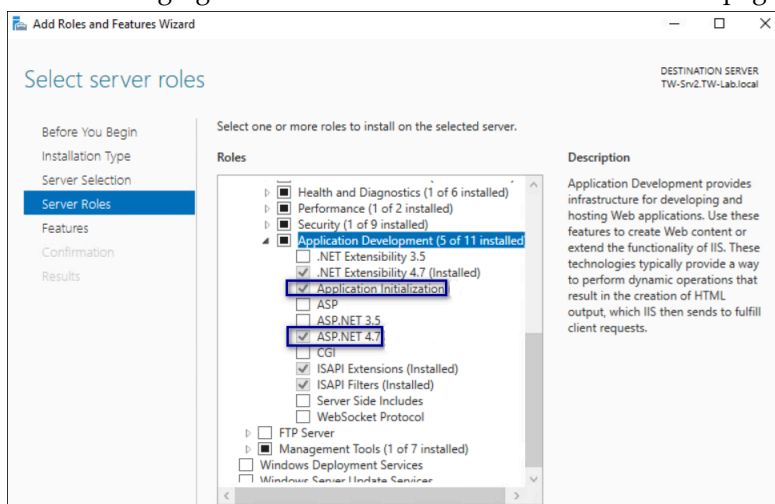 Add Roles and Features Wizard
Select server roles
DESTINATION SERVER
TW-Srv2.TW-Lab.local
Before You Begin
Installation Type
Server Selection
Server Roles
Features
Confirmation
Results
Select one or more roles to install on the selected server.
Roles
Health and Diagnostics (1 of 6 installed)
Performance (1 of 2 installed)
Security (1 of 9 installed)
Application Development (5 of 11 installed
.NET Extensibility 3.5
.NET Extensibility 4.7 (Installed)
Application Initialization
ASP
ASP.NET 3.5
ASP.NET 4.7
CGI
ISAPI Extensions (Installed)
ISAPI Filters (Installed)
Server Side Includes
WebSocket Protocol
FTP Server
Management Tools (1 of 7 installed)
Windows Deployment Services
Windows Server Update Services
Description
Application Development provides
infrastructure for developing and
hosting Web applications. Use these
features to create Web content or
extend the functionality of IIS. These
technologies typically provide a way
to perform dynamic operations that
result in the creation of HTML
output, which IIS then sends to fulfill
client requests.